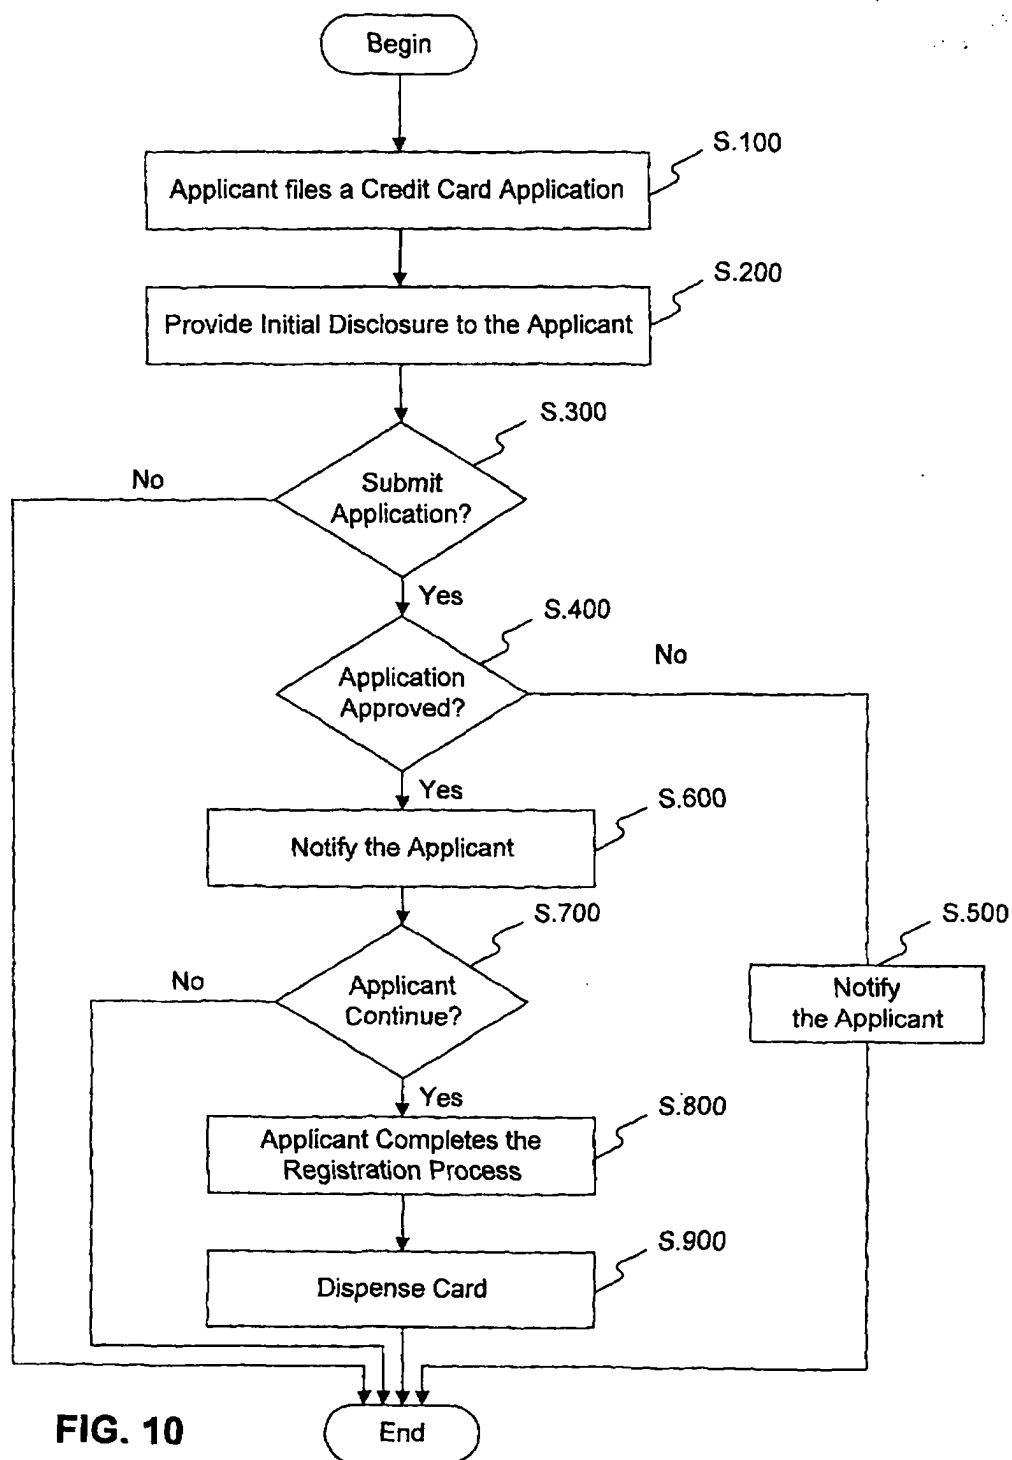 Begin
S.100
Applicant files a Credit Card Application
S.200
Provide Initial Disclosure to the Applicant
S.300
No
Submit
Application?
Yes
S.400
No
Application
Approved?
Yes
S.600
Notify the Applicant
S.700
S.500
No
Applicant
Continue?
Notify
the Applicant
Yes
S.800
Applicant Completes the
Registration Process
S.900
Dispense Card
End
FIG. 10